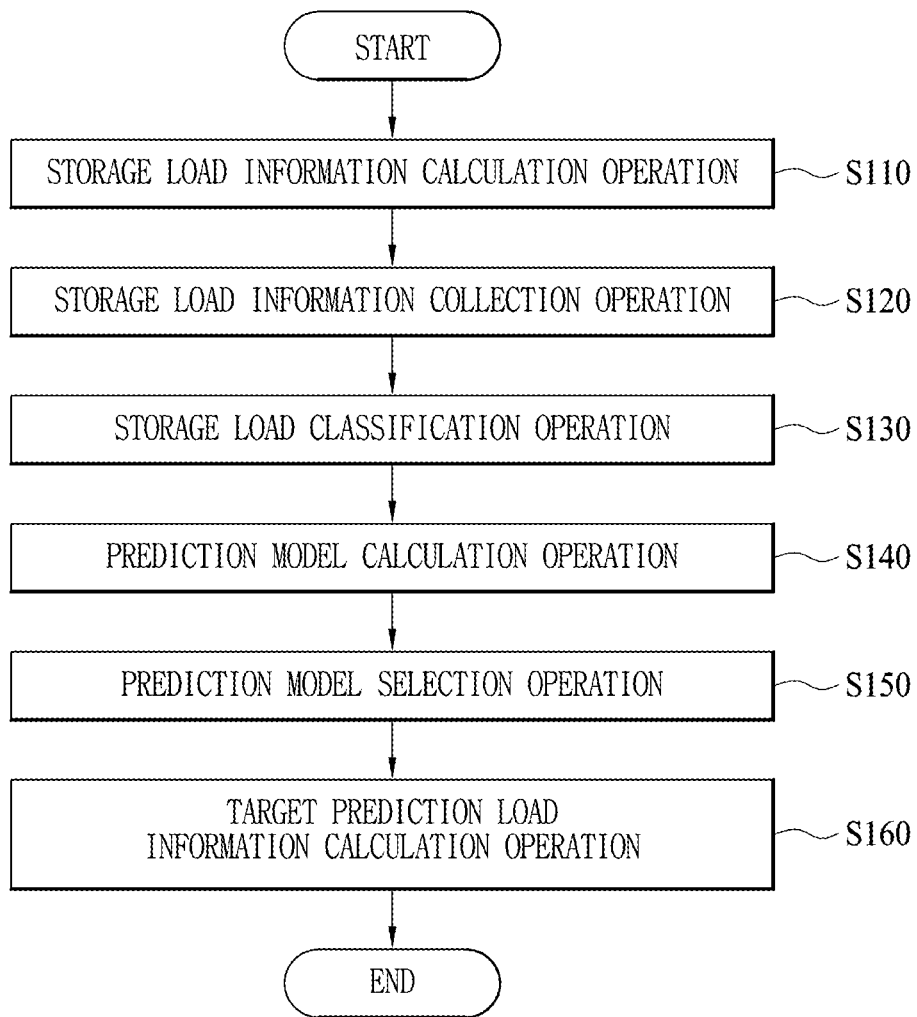 START
STORAGE LOAD INFORMATION CALCULATION OPERATION
S110
STORAGE LOAD INFORMATION COLLECTION OPERATION
S120
STORAGE LOAD CLASSIFICATION OPERATION
S130
PREDICTION MODEL CALCULATION OPERATION
S140
PREDICTION MODEL SELECTION OPERATION
S150
TARGET PREDICTION LOAD
INFORMATION CALCULATION OPERATION
S160
END